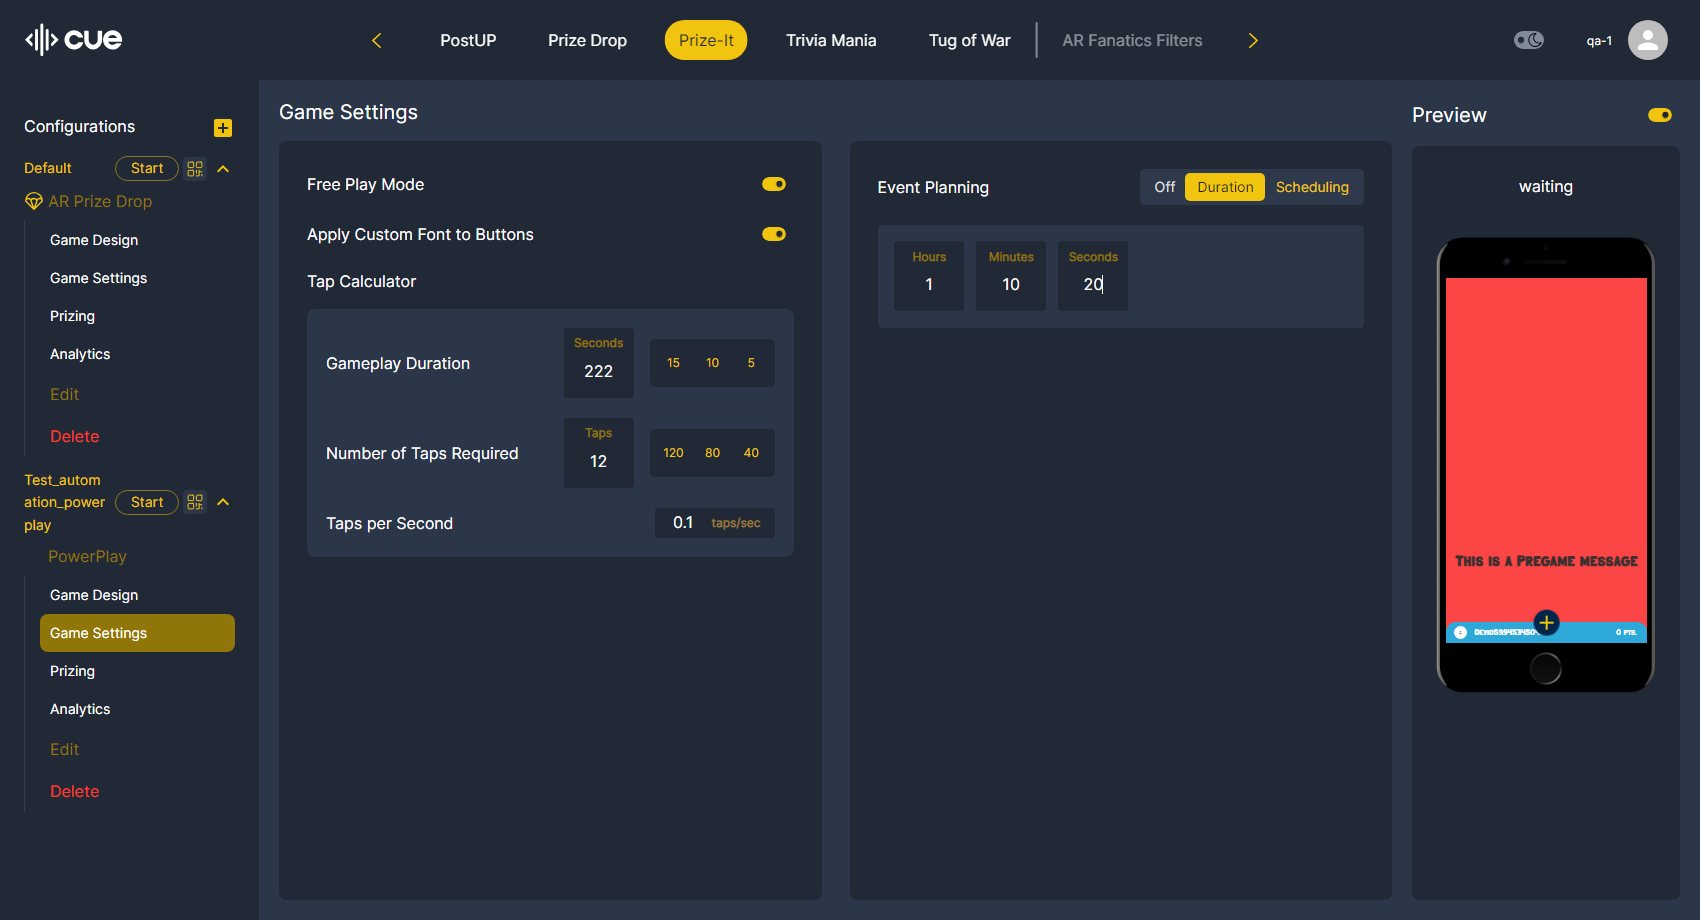 cue
PostUP
Prize Drop
Prize-It
Trivia Mania
Tug of War
AR Fanatics Filters
qa-1
Configurations
Default
Start
AR Prize Drop
Game Design
Game Settings
Prizing
Analytics
Edit
Delete
Test_autom
ation_power
play
Start
PowerPlay
Game Design
Game Settings
Prizing
Analytics
Edit
Delete
Game Settings
Free Play Mode
Apply Custom Font to Buttons
Tap Calculator
Gameplay Duration
Seconds
222
15 10 5
Number of Taps Required
Taps
12
120 80 40
Taps per Second
0.1 taps/sec
Event Planning
Off Duration Scheduling
Hours Minutes Seconds
1 10 20
Preview
waiting
This is a Pregame message
0 pts.